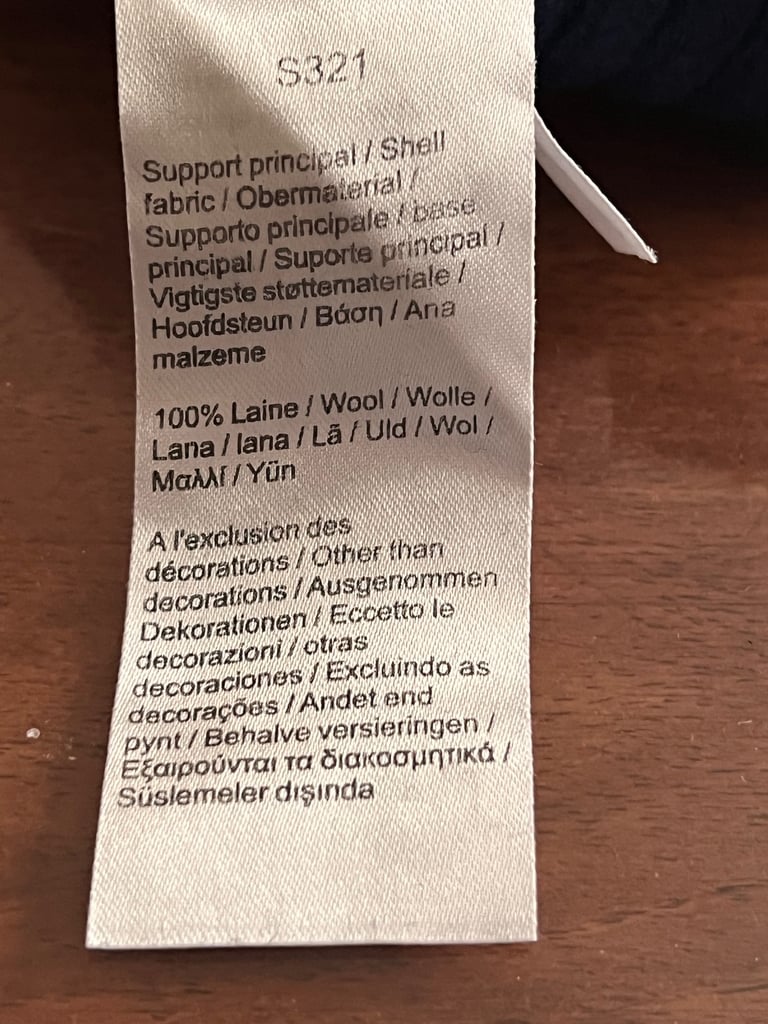 S321
Support principal / Shell
fabric / Obermaterial /
Supporto principale / base
principal / Suporte principal /
Vigtigste støttemateriale /
Hoofdsteun / Βάση / Ana
malzeme
100% Laine / Wool / Wolle /
Lana / lana / Lã / Uld / Wol /
Μαλλί / Yün
A l'exclusion des
décorations / Other than
decorations / Ausgenommen
Dekorationen / Eccetto le
decorazioni / otras
decoraciones / Excluindo as
decorações / Andet end
pynt / Behalve versieringen /
Εξαιρούνται τα διακοσμητικά /
Süslemeler dışında